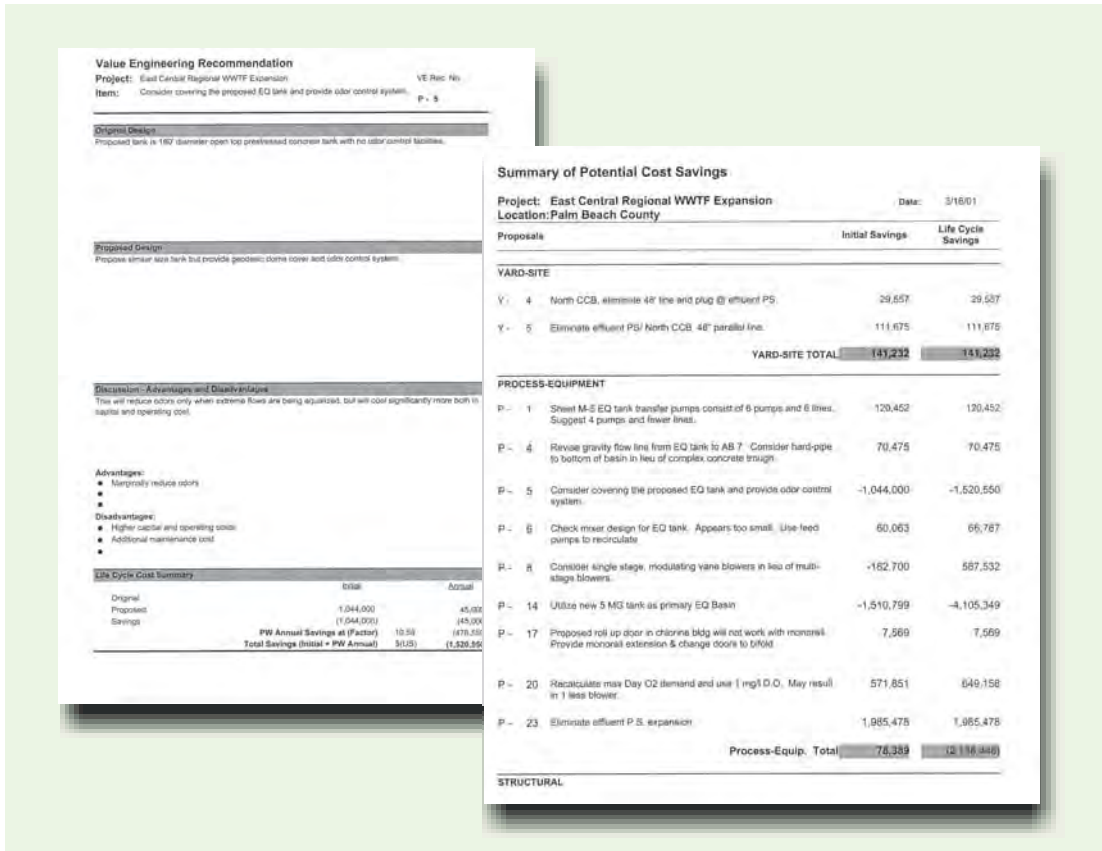 Value Engineering Recommendation
Project: East Central Regional WWTF Expansion VE Rec. No.
Item: Consider covering the proposed EQ tank and provide odor control system. P - 5
Original Design
Proposed tank is 160' diameter open top prestressed concrete tank with no odor control facilities.
Proposed Design
Propose similar size tank but provide geodesic dome cover and odor control system.
Discussion - Advantages and Disadvantages
This will reduce odors only when extreme flows are being equalized, but will cost significantly more both in
capital and operating cost.
Advantages:
• Marginally reduce odors
•
•
Disadvantages:
• Higher capital and operating costs
• Additional maintenance cost
•
Life Cycle Cost Summary
Initial Annual
Original
Proposed 1,044,000 45,00
Savings (1,044,000) (45,00
PW Annual Savings at (Factor) 10.59 (476,55
Total Savings (Initial + PW Annual) $(US) (1,520,55
Summary of Potential Cost Savings
Project: East Central Regional WWTF Expansion Date: 3/16/01
Location: Palm Beach County
Proposals Initial Savings Life Cycle
Savings
YARD-SITE
Y - 4 North CCB, eliminate 48" line and plug @ effluent PS. 29,557 29,557
Y - 5 Eliminate effluent PS/ North CCB 48" parallel line. 111,675 111,675
YARD-SITE TOTAL 141,232 141,232
PROCESS-EQUIPMENT
P - 1 Sheet M-5 EQ tank transfer pumps consist of 6 pumps and 6 lines. 120,452 120,452
Suggest 4 pumps and fewer lines.
P - 4 Revise gravity flow line from EQ tank to AB 7. Consider hard-pipe 70,475 70,475
to bottom of basin in lieu of complex concrete trough.
P - 5 Consider covering the proposed EQ tank and provide odor control -1,044,000 -1,520,550
system.
P - 6 Check mixer design for EQ tank. Appears too small. Use feed 60,063 66,767
pumps to recirculate
P - 8 Consider single stage, modulating vane blowers in lieu of multi- -162,700 587,532
stage blowers.
P - 14 Utilize new 5 MG tank as primary EQ Basin -1,510,799 -4,105,349
P - 17 Proposed roll up door in chlorine bldg will not work with monorail. 7,569 7,569
Provide monorail extension & change doors to bifold
P - 20 Recalculate max Day O2 demand and use 1 mg/l D.O. May result 571,851 649,158
in 1 less blower.
P - 23 Eliminate effluent P.S. expansion 1,985,478 1,985,478
Process-Equip. Total 78,389
STRUCTURAL